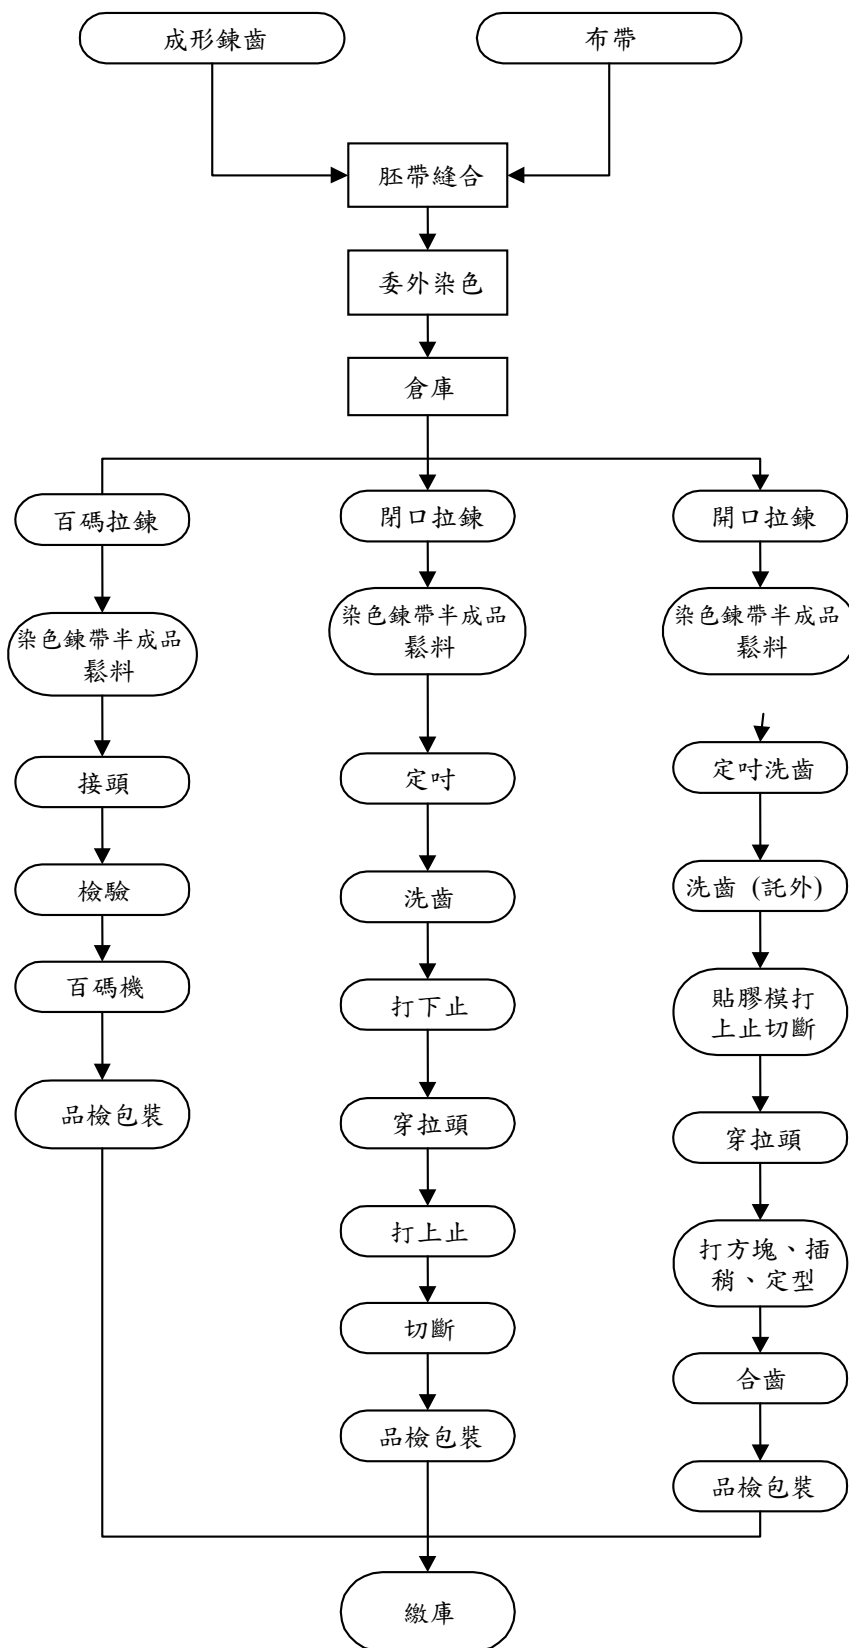 成形鍊齒
布帶
胚帶縫合
委外染色
倉庫
百碼拉鍊
染色鍊帶半成品
鬆料
接頭
檢驗
百碼機
品檢包裝
閉口拉鍊
染色鍊帶半成品
鬆料
定吋
洗齒
打下止
穿拉頭
打上止
切斷
品檢包裝
開口拉鍊
染色鍊帶半成品
鬆料
定吋洗齒
洗齒 (託外)
貼膠模打
上止切斷
穿拉頭
打方塊、插
稍、定型
合齒
品檢包裝
繳庫